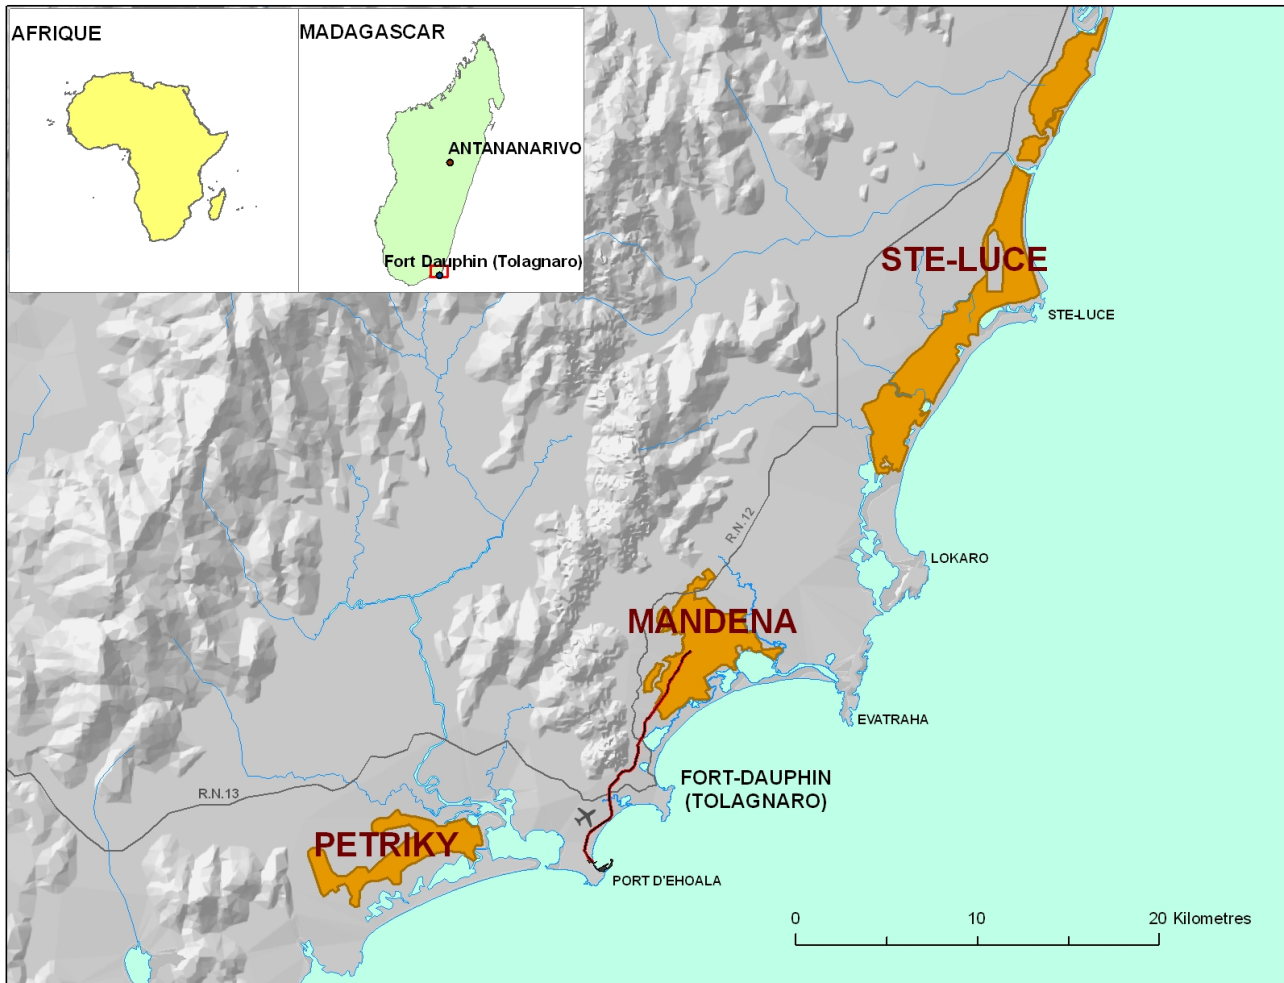 AFRIQUE
MADAGASCAR
ANTANANARIVO
Fort Dauphin (Tolagnaro)
STE-LUCE
STE-LUCE
R.N.12
LOKARO
MANDENA
EVATRAHA
FORT-DAUPHIN
(TOLAGNARO)
R.N.13
PETRIKY
PORT D'EHOALA
0 10 20 Kilometres